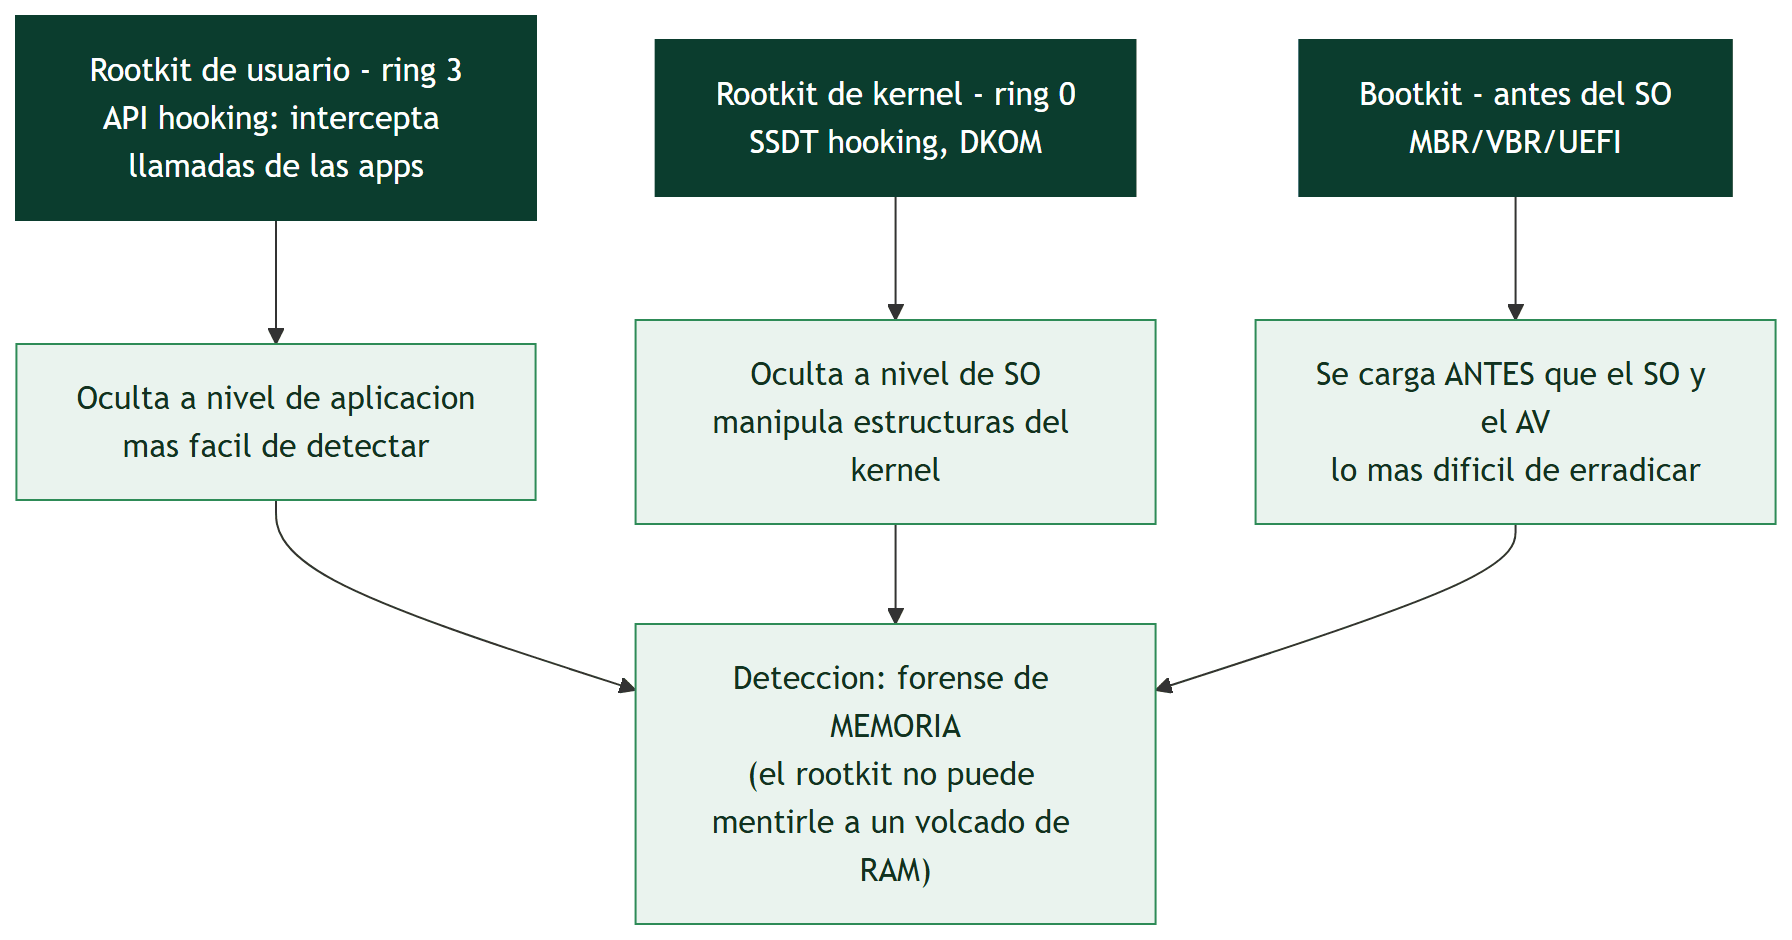 Rootkit de usuario - ring 3
API hooking: intercepta
llamadas de las apps
Rootkit de kernel - ring 0
SSDT hooking, DKOM
Bootkit - antes del SO
MBR/VBR/UEFI
Oculta a nivel de aplicacion
mas facil de detectar
Oculta a nivel de SO
manipula estructuras del
kernel
Se carga ANTES que el SO y
el AV
lo mas dificil de erradicar
Deteccion: forense de
MEMORIA
(el rootkit no puede
mentirle a un volcado de
RAM)